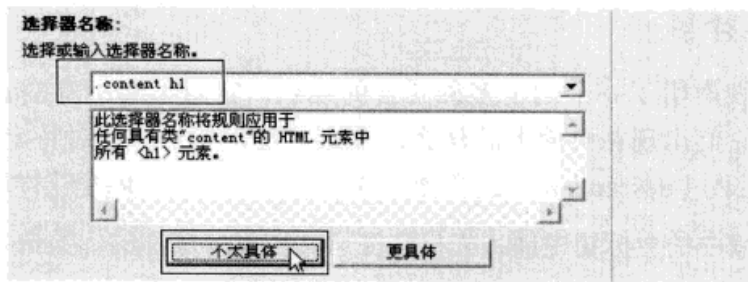 选择器名称:
选择或输入选择器名称。
.content h1
此选择器名称将规则应用于
任何具有类“content”的 HTML 元素中
所有 <h1> 元素。
不太具体 更具体